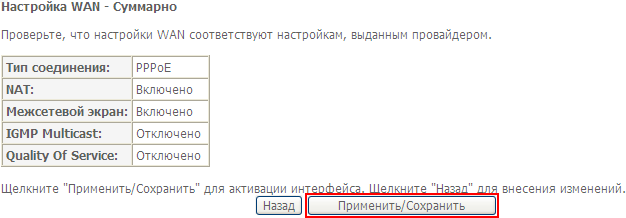 Настройка WAN - Суммарно
Проверьте, что настройки WAN соответствуют настройкам, выданным провайдером.
Тип соединения: PPPoE
NAT: Включено
Межсетевой экран: Включено
IGMP Multicast: Отключено
Quality Of Service: Отключено
Щелкните "Применить/Сохранить" для активации интерфейса. Щелкните "Назад" для внесения изменений.
Назад Применить/Сохранить